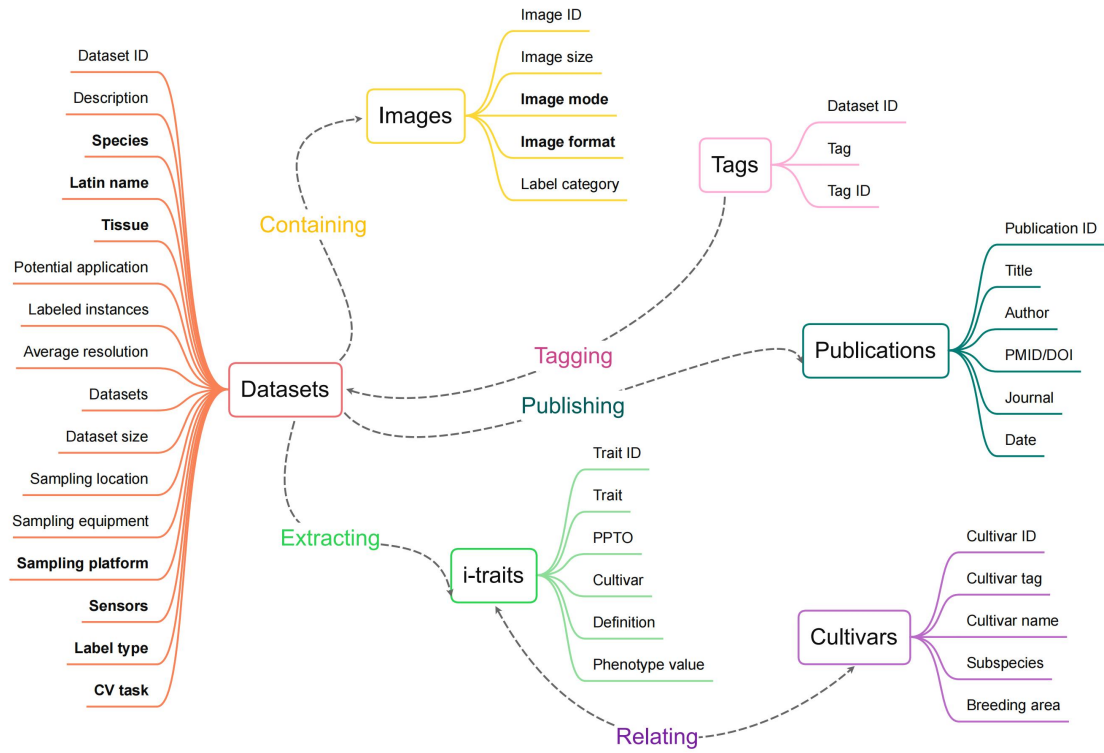 Dataset ID
Description
Species
Latin name
Tissue
Potential application
Labeled instances
Average resolution
Datasets
Dataset size
Sampling location
Sampling equipment
Sampling platform
Sensors
Label type
CV task
Datasets
Containing
Images
Image ID
Image size
Image mode
Image format
Label category
Tags
Dataset ID
Tag
Tag ID
Tagging
Publishing
Publications
Publication ID
Title
Author
PMID/DOI
Journal
Date
Extracting
i-traits
Trait ID
Trait
PPTO
Cultivar
Definition
Phenotype value
Relating
Cultivars
Cultivar ID
Cultivar tag
Cultivar name
Subspecies
Breeding area